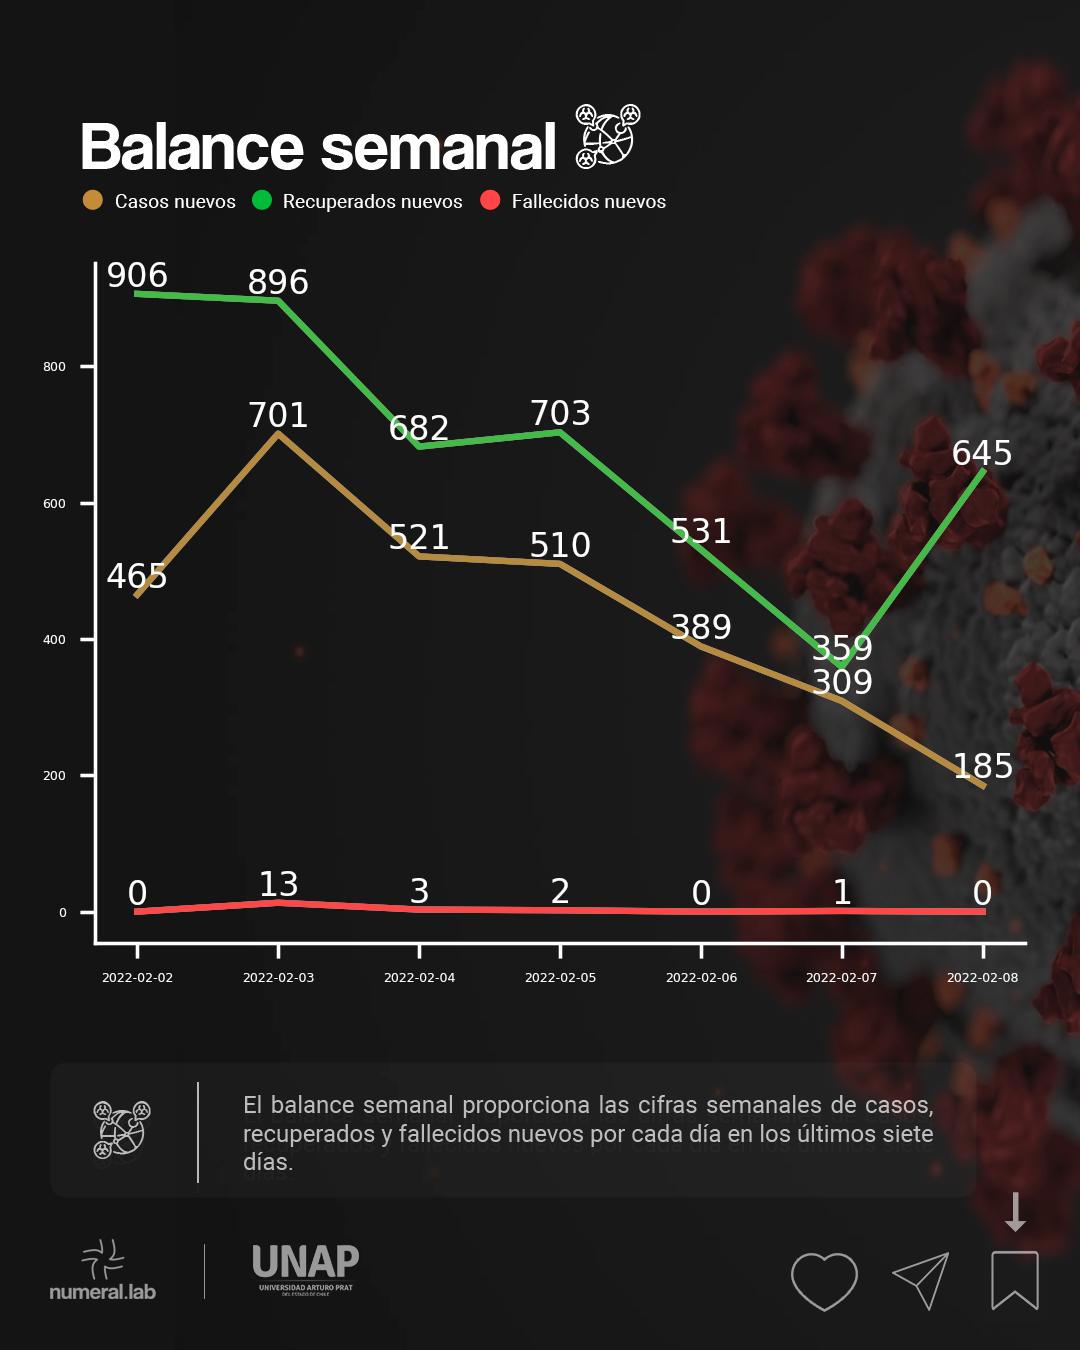 Balance semanal
Casos nuevos Recuperados nuevos Fallecidos nuevos
906
896
800
701
682
703
645
600
521
510
531
465
400
389
359
309
200
185
0
13
3
2
0
1
0
0
2022-02-02 2022-02-03 2022-02-04 2022-02-05 2022-02-06 2022-02-07 2022-02-08
El balance semanal proporciona las cifras semanales de casos,
recuperados y fallecidos nuevos por cada día en los últimos siete
días.
numeral.lab
UNAP
UNIVERSIDAD ARTURO PRAT
DEL ESTADO DE CHILE